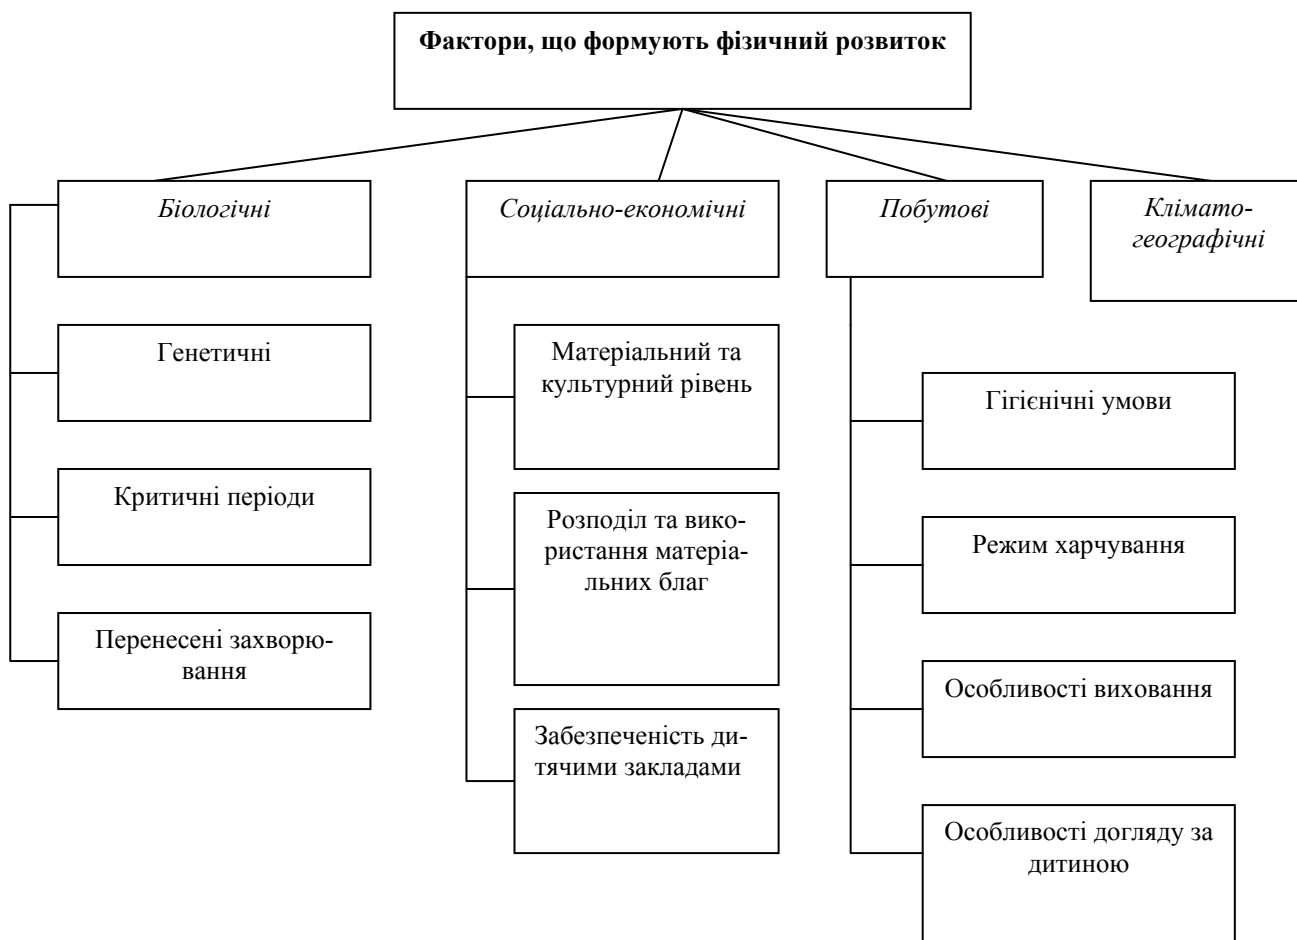 Фактори, що формують фізичний розвиток
Біологічні
Соціально-економічні
Побутові
Клімато-
географічні
Генетичні
Критичні періоди
Перенесені захворю-
вання
Матеріальний та
культурний рівень
Розподіл та вико-
ристання матеріа-
льних благ
Забезпеченість ди-
тячими закладами
Гігієнічні умови
Режим харчування
Особливості виховання
Особливості догляду за
дитиною